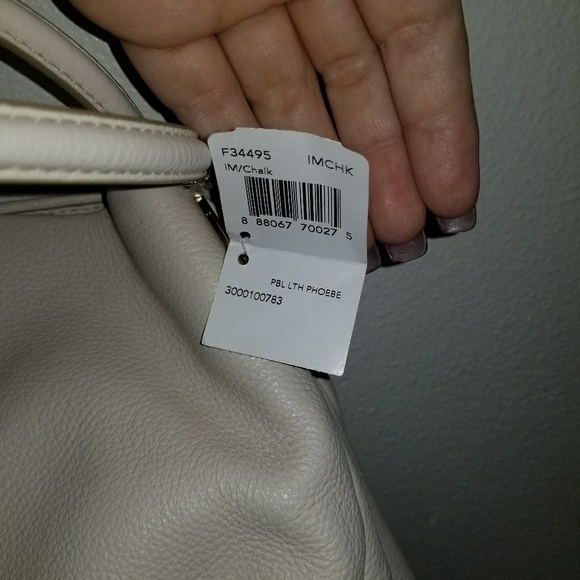 F34495 IMCHK
IM/Chalk
8 88067 70027 5
PBL LTH PHOEBE
3000100783